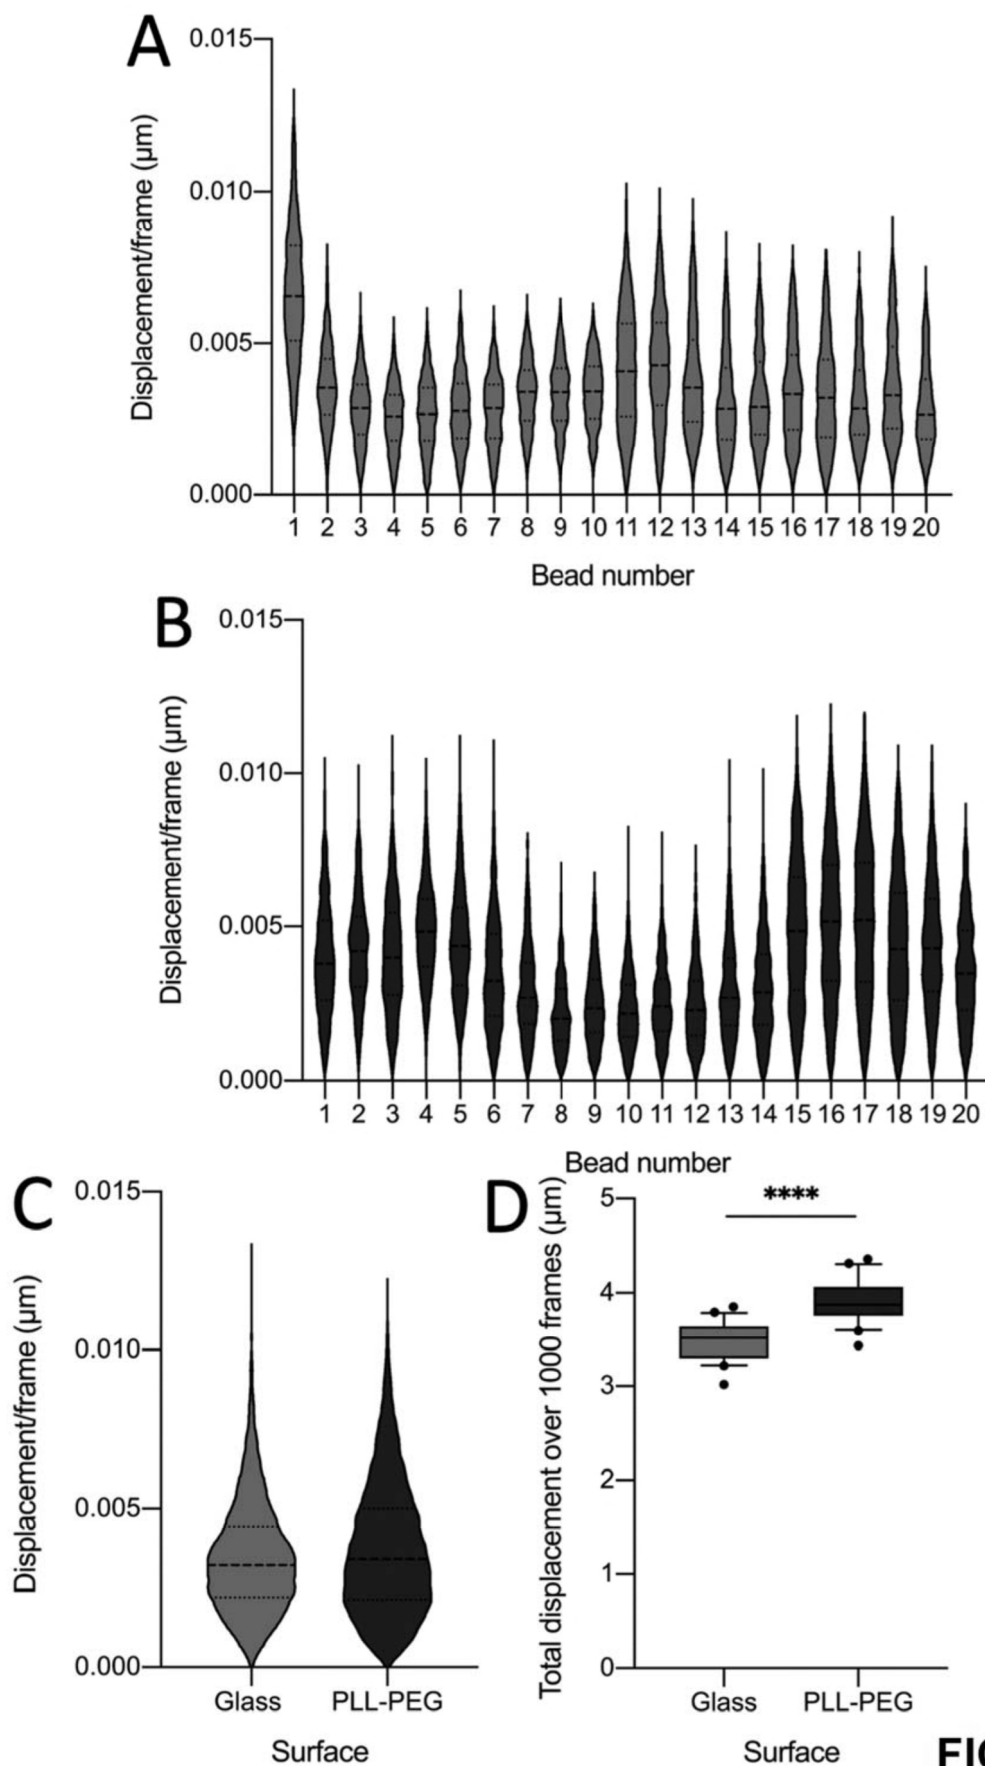 A
Displacement/frame (µm)
0.015
0.010
0.005
0.000
1 2 3 4 5 6 7 8 9 10 11 12 13 14 15 16 17 18 19 20
Bead number
B
Displacement/frame (µm)
0.015
0.010
0.005
0.000
1 2 3 4 5 6 7 8 9 10 11 12 13 14 15 16 17 18 19 20
Bead number
C
Displacement/frame (µm)
0.015
0.010
0.005
0.000
Glass PLL-PEG
Surface
D
Total displacement over 1000 frames (µm)
****
5
4
3
2
1
0
Glass PLL-PEG
Surface